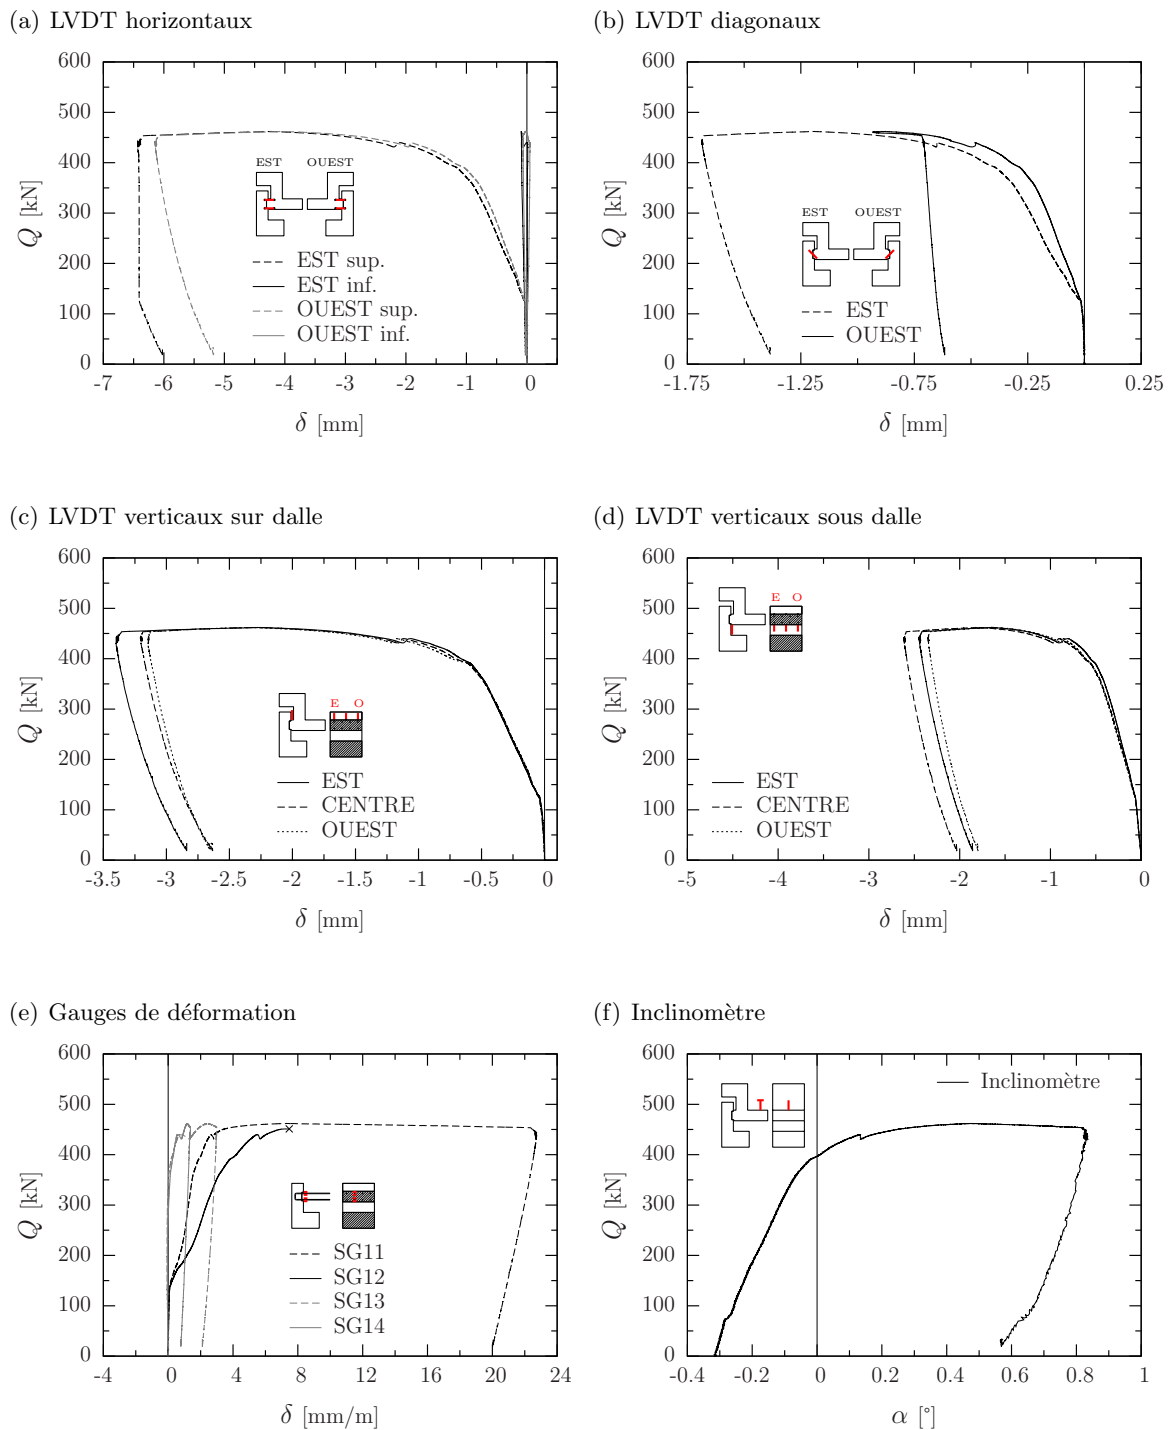 (a) LVDT horizontaux
600
500
400
300
200
100
0
-7 -6 -5 -4 -3 -2 -1 0
Q [kN]
δ [mm]
EST OUEST
EST sup.
EST inf.
OUEST sup.
OUEST inf.
(b) LVDT diagonaux
600
500
400
300
200
100
0
-1.75 -1.25 -0.75 -0.25 0.25
Q [kN]
δ [mm]
EST OUEST
EST
OUEST
(c) LVDT verticaux sur dalle
600
500
400
300
200
100
0
-3.5 -3 -2.5 -2 -1.5 -1 -0.5 0
Q [kN]
δ [mm]
E O
EST
CENTRE
OUEST
(d) LVDT verticaux sous dalle
600
500
400
300
200
100
0
-5 -4 -3 -2 -1 0
Q [kN]
δ [mm]
E O
EST
CENTRE
OUEST
(e) Gauges de déformation
600
500
400
300
200
100
0
-4 0 4 8 12 16 20 24
Q [kN]
δ [mm/m]
SG11
SG12
SG13
SG14
(f) Inclinomètre
600
500
400
300
200
100
0
-0.4 -0.2 0 0.2 0.4 0.6 0.8 1
Q [kN]
α [°]
Inclinomètre